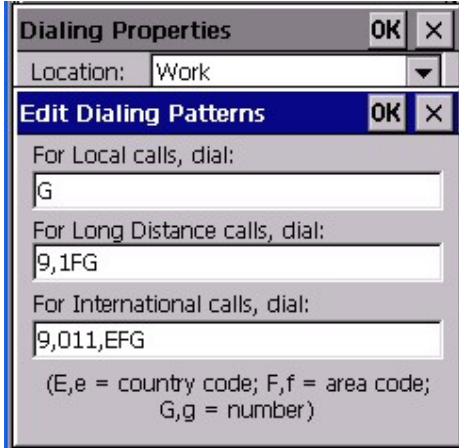 Dialing Properties OK
Location: Work
Edit Dialing Patterns OK
For Local calls, dial:
G
For Long Distance calls, dial:
9,1FG
For International calls, dial:
9,011,EFG
(E,e = country code; F,f = area code;
G,g = number)